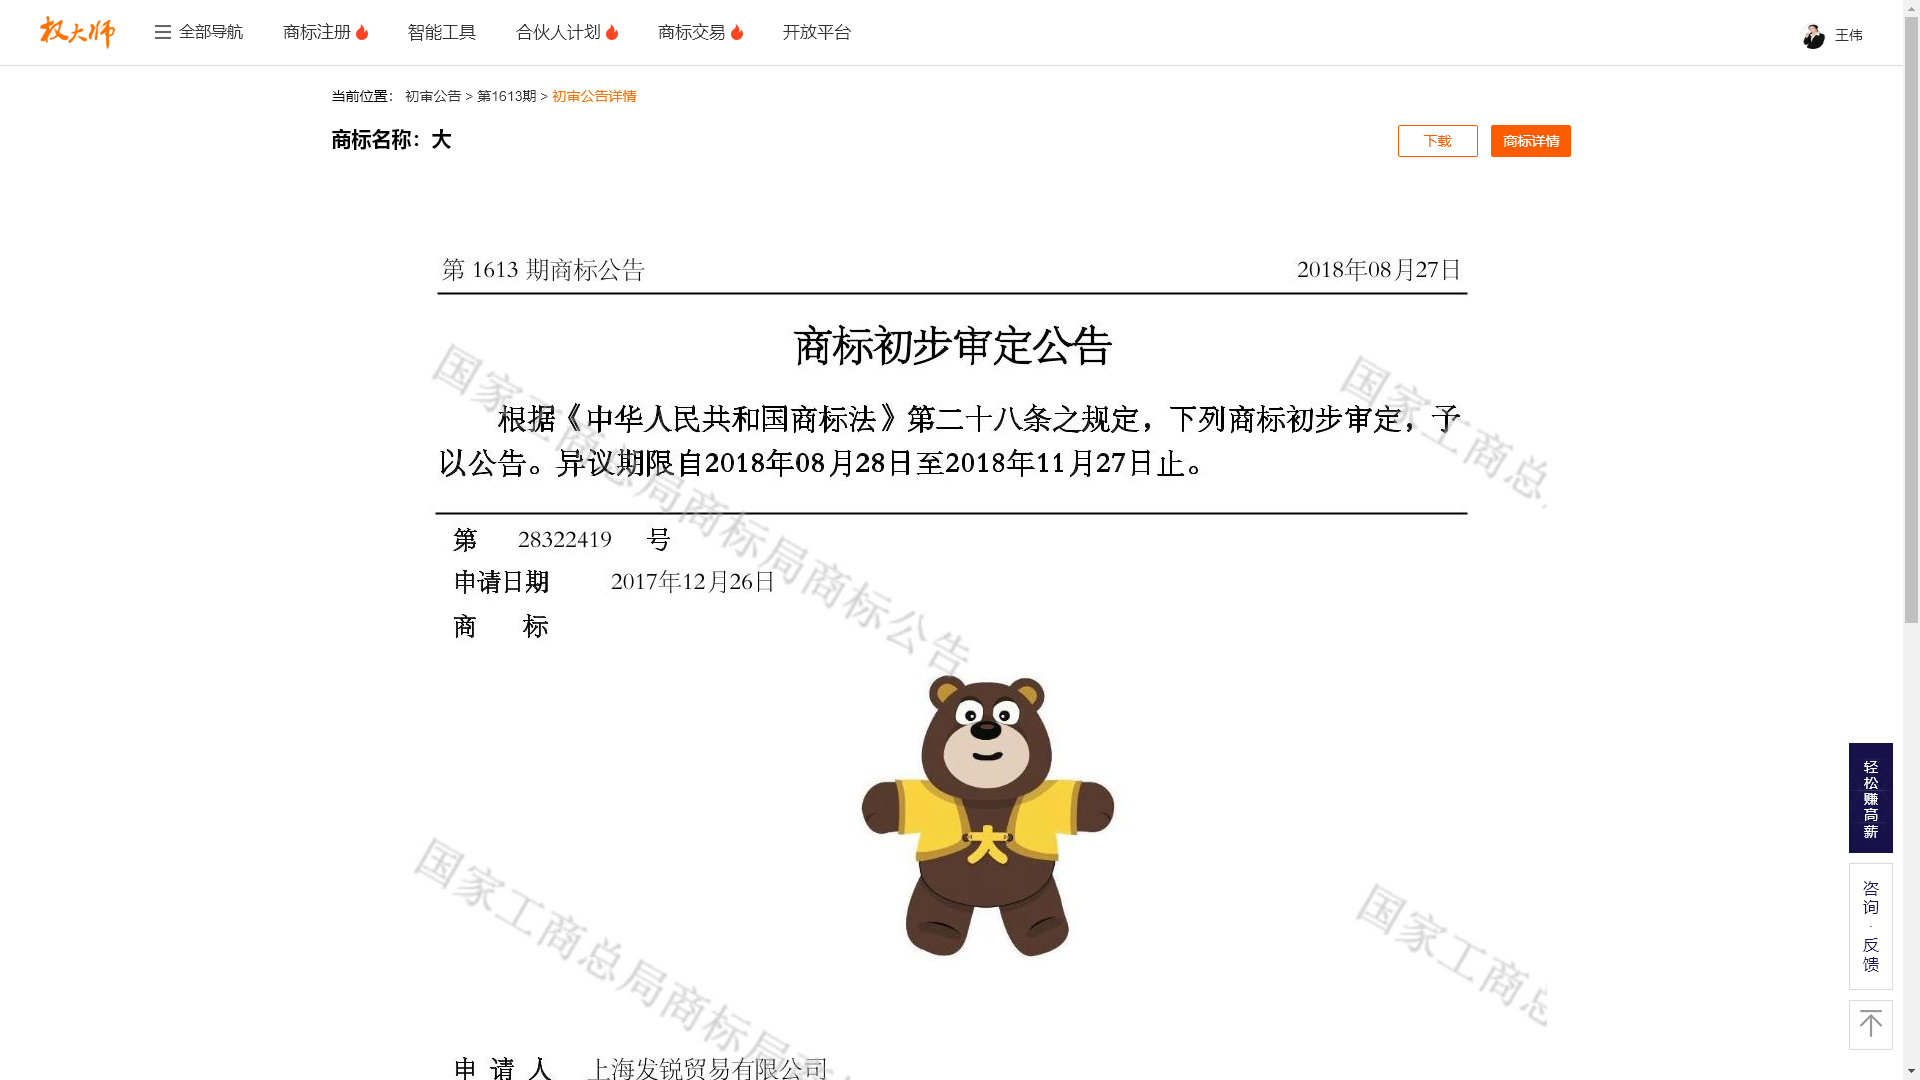 权大师
全部导航
商标注册
智能工具
合伙人计划
商标交易
开放平台
王伟
当前位置： 初审公告 > 第1613期 > 初审公告详情
商标名称：大
下载
商标详情
第 1613 期商标公告
2018年08月27日
商标初步审定公告
根据《中华人民共和国商标法》第二十八条之规定，下列商标初步审定，予
以公告。异议期限自2018年08月28日至2018年11月27日止。
第 28322419 号
申请日期 2017年12月26日
商 标
大
申 请 人 上海发锐贸易有限公司
国家工商总局商标局商标公告
国家工商总
国家工商总局商标局商
国家工商总
轻松赚高薪
咨询·反馈